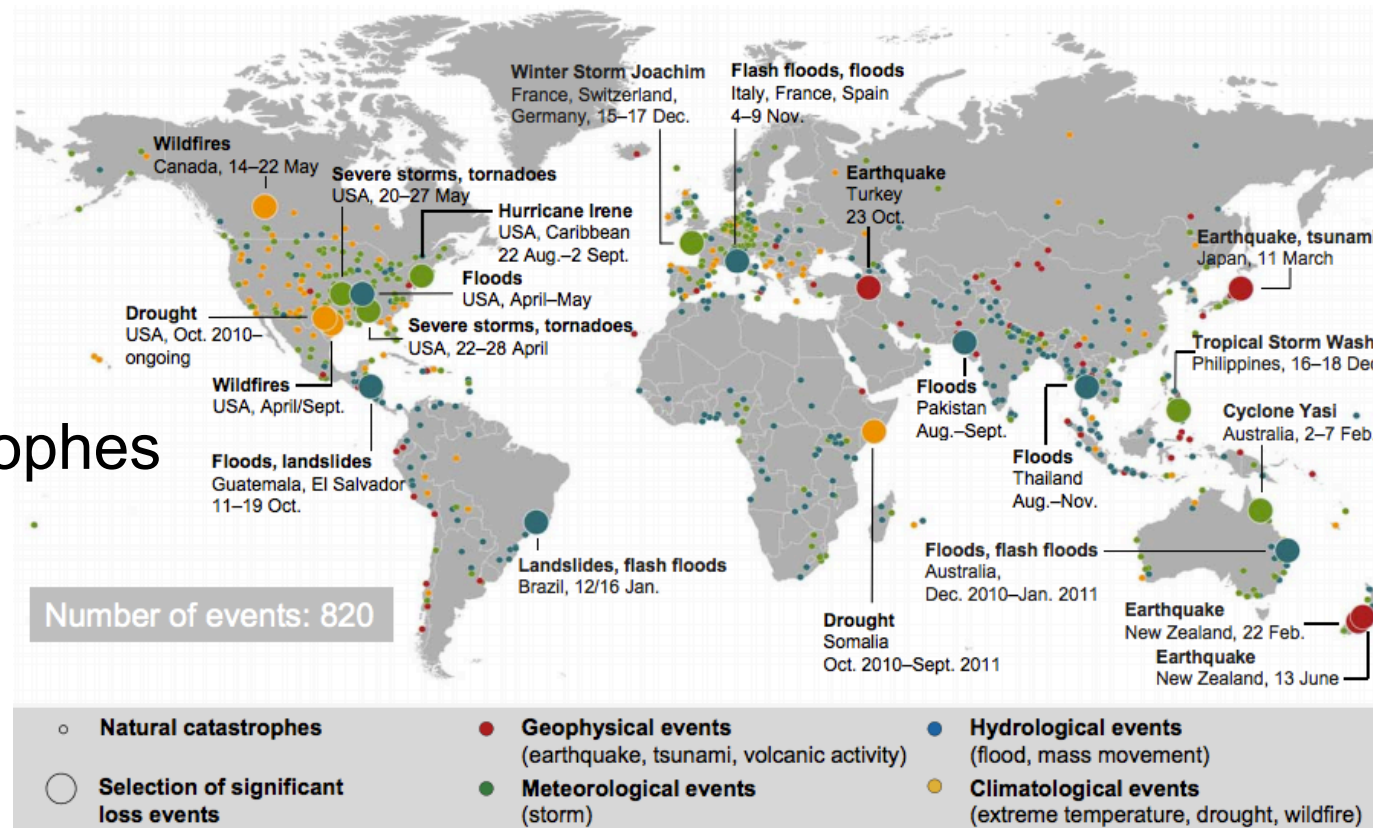 Winter Storm Joachim
France, Switzerland,
Germany, 15–17 Dec.
Flash floods, floods
Italy, France, Spain
4–9 Nov.
Wildfires
Canada, 14–22 May
Severe storms, tornadoes
USA, 20–27 May
Hurricane Irene
USA, Caribbean
22 Aug.–2 Sept.
Earthquake
Turkey
23 Oct.
Earthquake, tsunami
Japan, 11 March
Floods
USA, April–May
Drought
USA, Oct. 2010–
ongoing
Severe storms, tornadoes
USA, 22–28 April
Tropical Storm Wash
Philippines, 16–18 Dec
Wildfires
USA, April/Sept.
Floods
Pakistan
Aug.–Sept.
Cyclone Yasi
Australia, 2–7 Feb.
ophes
Floods, landslides
Guatemala, El Salvador
11–19 Oct.
Floods
Thailand
Aug.–Nov.
Landslides, flash floods
Brazil, 12/16 Jan.
Floods, flash floods
Australia,
Dec. 2010–Jan. 2011
Number of events: 820
Drought
Somalia
Oct. 2010–Sept. 2011
Earthquake
New Zealand, 22 Feb.
Earthquake
New Zealand, 13 June
Natural catastrophes
Selection of significant
loss events
Geophysical events
(earthquake, tsunami, volcanic activity)
Meteorological events
(storm)
Hydrological events
(flood, mass movement)
Climatological events
(extreme temperature, drought, wildfire)